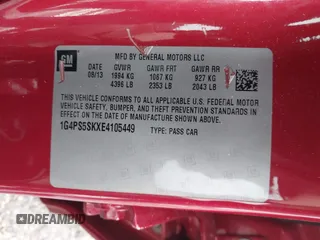 GM
MFG BY GENERAL MOTORS LLC
DATE GVWR GAWR FRT GAWR RR
08/13 1994 KG 1067 KG 927 KG
4396 LB 2353 LB 2043 LB
THIS VEHICLE CONFORMS TO ALL APPLICABLE U.S. FEDERAL MOTOR
VEHICLE SAFETY, BUMPER, AND THEFT PREVENTION STANDARDS
IN EFFECT ON THE DATE OF MANUFACTURE SHOWN ABOVE.
1G4PS5SKXE4105449 TYPE: PASS CAR
DREAMBID